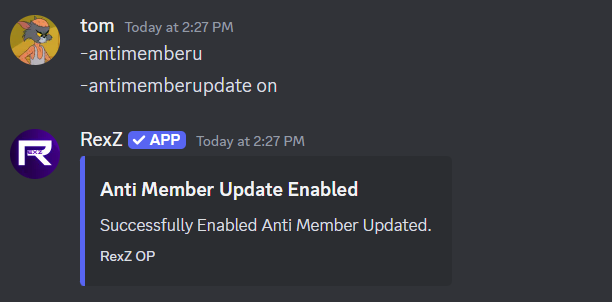 tom Today at 2:27 PM
-antimemberu
-antimemberupdate on
RexZ APP Today at 2:27 PM
REXZ
Anti Member Update Enabled
Successfully Enabled Anti Member Updated.
RexZ OP